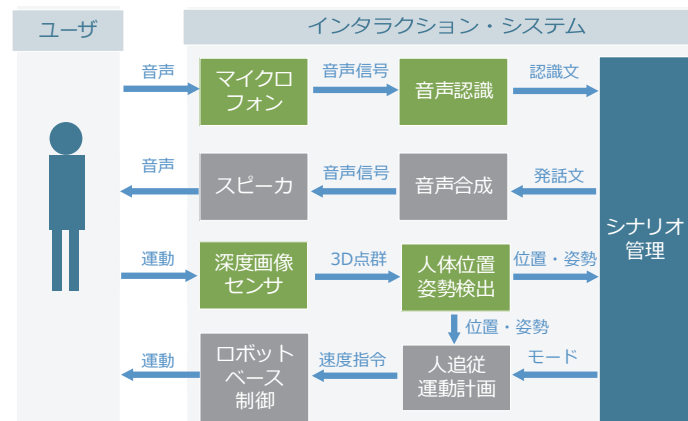 ユーザ
インタラクション・システム
音声
マイクロ
フォン
音声信号
音声認識
認識文
音声
スピーカ
音声信号
音声合成
発話文
シナリオ
管理
運動
深度画像
センサ
3D点群
人体位置
姿勢検出
位置・姿勢
位置・姿勢
運動
ロボット
ベース
制御
速度指令
人追従
運動計画
モード